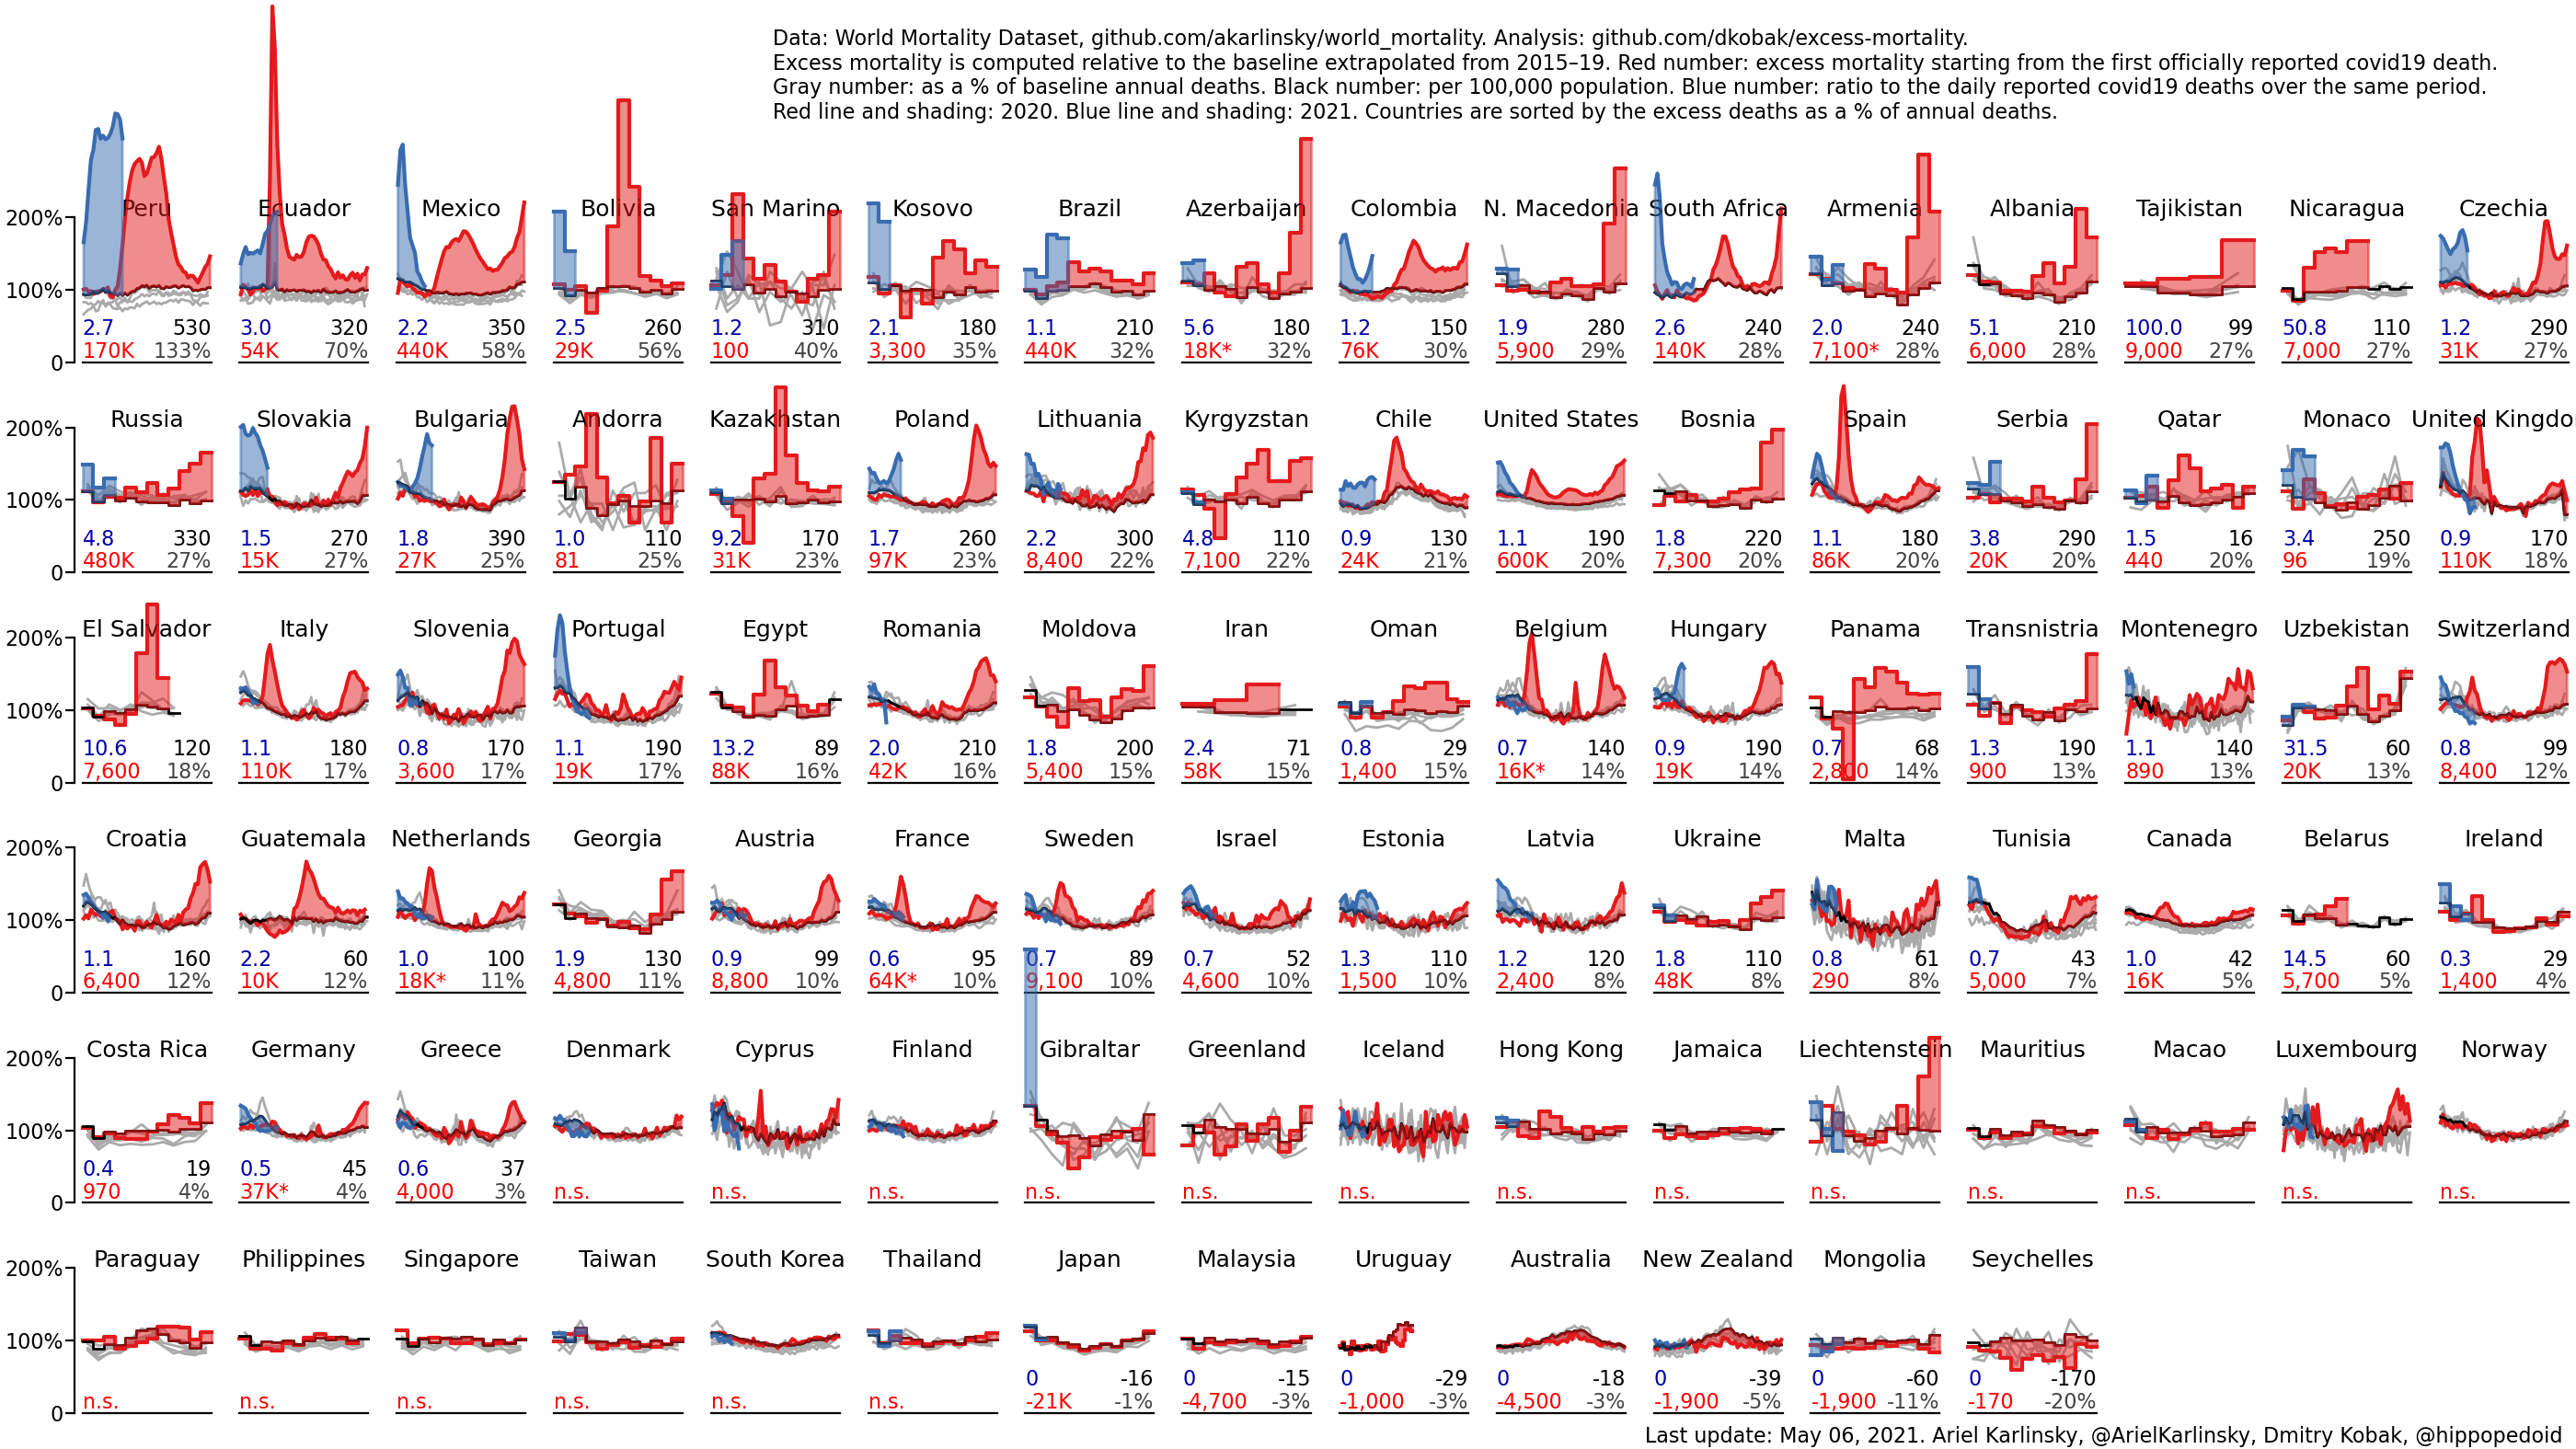 Data: World Mortality Dataset, github.com/akarlinsky/world_mortality. Analysis: github.com/dkobak/excess-mortality.
Excess mortality is computed relative to the baseline extrapolated from 2015–19. Red number: excess mortality starting from the first officially reported covid19 death.
Gray number: as a % of baseline annual deaths. Black number: per 100,000 population. Blue number: ratio to the daily reported covid19 deaths over the same period.
Red line and shading: 2020. Blue line and shading: 2021. Countries are sorted by the excess deaths as a % of annual deaths.
200% Peru Ecuador Mexico Bolivia San Marino Kosovo Brazil Azerbaijan Colombia N. Macedonia South Africa Armenia Albania Tajikistan Nicaragua Czechia
100%
2.7 530 3.0 320 2.2 350 2.5 260 1.2 310 2.1 180 1.1 210 5.6 180 1.2 150 1.9 280 2.6 240 2.0 240 5.1 210 100.0 99 50.8 110 1.2 290
0 170K 133% 54K 70% 440K 58% 29K 56% 100 40% 3,300 35% 440K 32% 18K* 32% 76K 30% 5,900 29% 140K 28% 7,100* 28% 6,000 28% 9,000 27% 7,000 27% 31K 27%
200% Russia Slovakia Bulgaria Andorra Kazakhstan Poland Lithuania Kyrgyzstan Chile United States Bosnia Spain Serbia Qatar Monaco United Kingdo
100%
4.8 330 1.5 270 1.8 390 1.0 110 9.2 170 1.7 260 2.2 300 4.8 110 0.9 130 1.1 190 1.8 220 1.1 180 3.8 290 1.5 16 3.4 250 0.9 170
0 480K 27% 15K 27% 27K 25% 81 25% 31K 23% 97K 23% 8,400 22% 7,100 22% 24K 21% 600K 20% 7,300 20% 86K 20% 20K 20% 440 20% 96 19% 110K 18%
200% El Salvador Italy Slovenia Portugal Egypt Romania Moldova Iran Oman Belgium Hungary Panama Transnistria Montenegro Uzbekistan Switzerland
100%
10.6 120 1.1 180 0.8 170 1.1 190 13.2 89 2.0 210 1.8 200 2.4 71 0.8 29 0.7 140 0.9 190 0.7 68 1.3 190 1.1 140 31.5 60 0.8 99
0 7,600 18% 110K 17% 3,600 17% 19K 17% 88K 16% 42K 16% 5,400 15% 58K 15% 1,400 15% 16K* 14% 19K 14% 2,800 14% 900 13% 890 13% 20K 13% 8,400 12%
200% Croatia Guatemala Netherlands Georgia Austria France Sweden Israel Estonia Latvia Ukraine Malta Tunisia Canada Belarus Ireland
100%
1.1 160 2.2 60 1.0 100 1.9 130 0.9 99 0.6 95 0.7 89 0.7 52 1.3 110 1.2 120 1.8 110 0.8 61 0.7 43 1.0 42 14.5 60 0.3 29
0 6,400 12% 10K 12% 18K* 11% 4,800 11% 8,800 10% 64K* 10% 9,100 10% 4,600 10% 1,500 10% 2,400 8% 48K 8% 290 8% 5,000 7% 16K 5% 5,700 5% 1,400 4%
200% Costa Rica Germany Greece Denmark Cyprus Finland Gibraltar Greenland Iceland Hong Kong Jamaica Liechtenstein Mauritius Macao Luxembourg Norway
100%
0.4 19 0.5 45 0.6 37
0 970 4% 37K* 4% 4,000 3% n.s. n.s. n.s. n.s. n.s. n.s. n.s. n.s. n.s. n.s. n.s. n.s. n.s.
200% Paraguay Philippines Singapore Taiwan South Korea Thailand Japan Malaysia Uruguay Australia New Zealand Mongolia Seychelles
100%
0 -16 0 -15 0 -29 0 -18 0 -39 0 -60 0 -170
0 n.s. n.s. n.s. n.s. n.s. n.s. -21K -1% -4,700 -3% -1,000 -3% -4,500 -3% -1,900 -5% -1,900 -11% -170 -20%
Last update: May 06, 2021. Ariel Karlinsky, @ArielKarlinsky, Dmitry Kobak, @hippopedoid